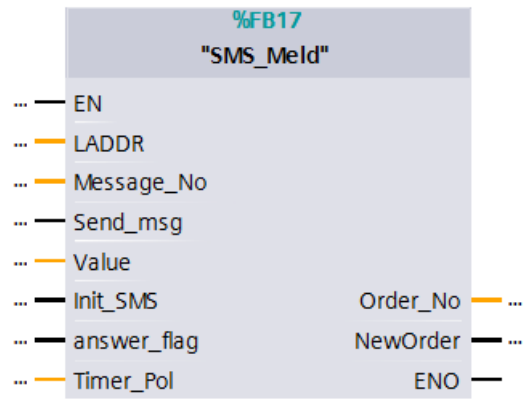 %FB17
"SMS_Meld"
... EN
... LADDR
... Message_No
... Send_msg
... Value
... Init_SMS Order_No ...
... answer_flag NewOrder ...
... Timer_Pol ENO